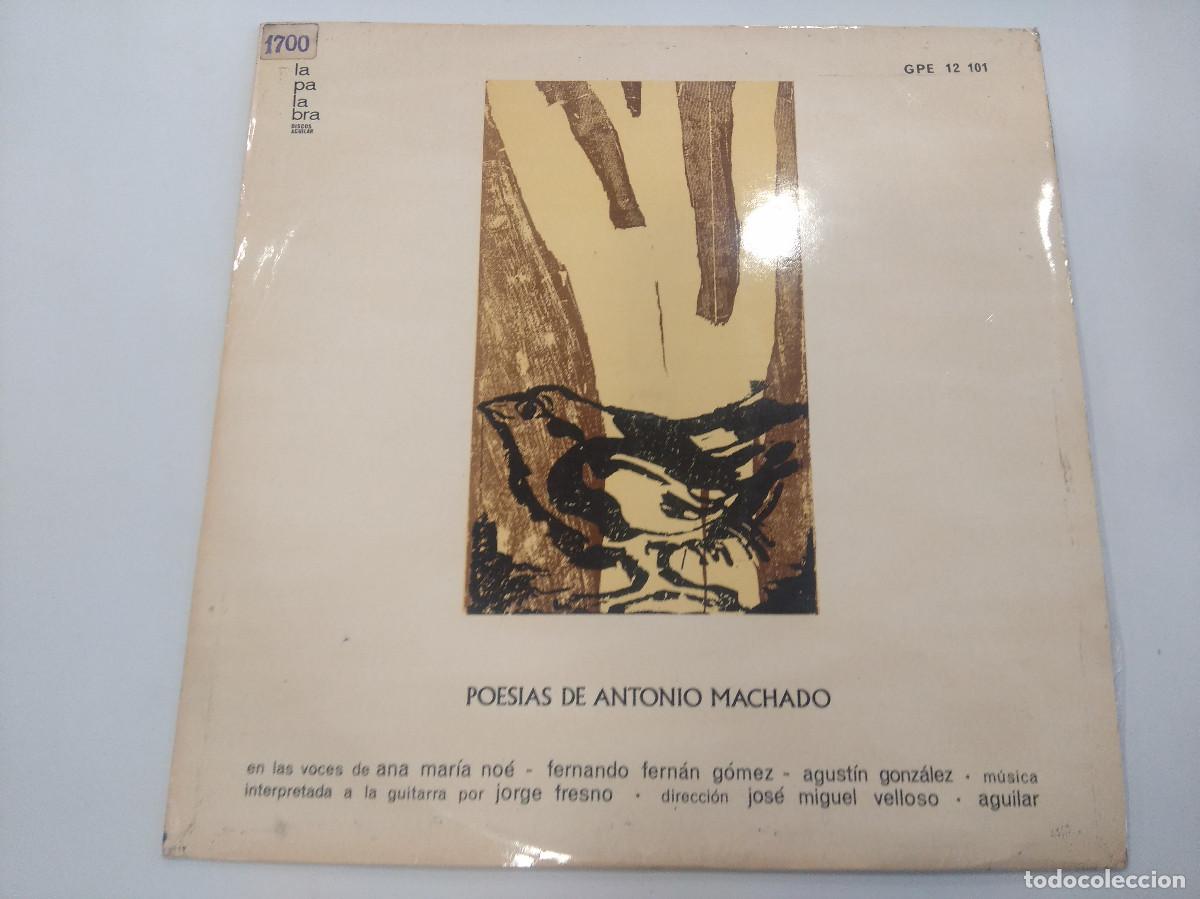 1700
la
pa
la
bra
DISCOS
AGUILAR
GPE 12 101
POESIAS DE ANTONIO MACHADO
en las voces de ana maría noé - fernando fernán gómez - agustín gonzález · música
interpretada a la guitarra por jorge fresno · dirección josé miguel velloso · aguilar
todocoleccion